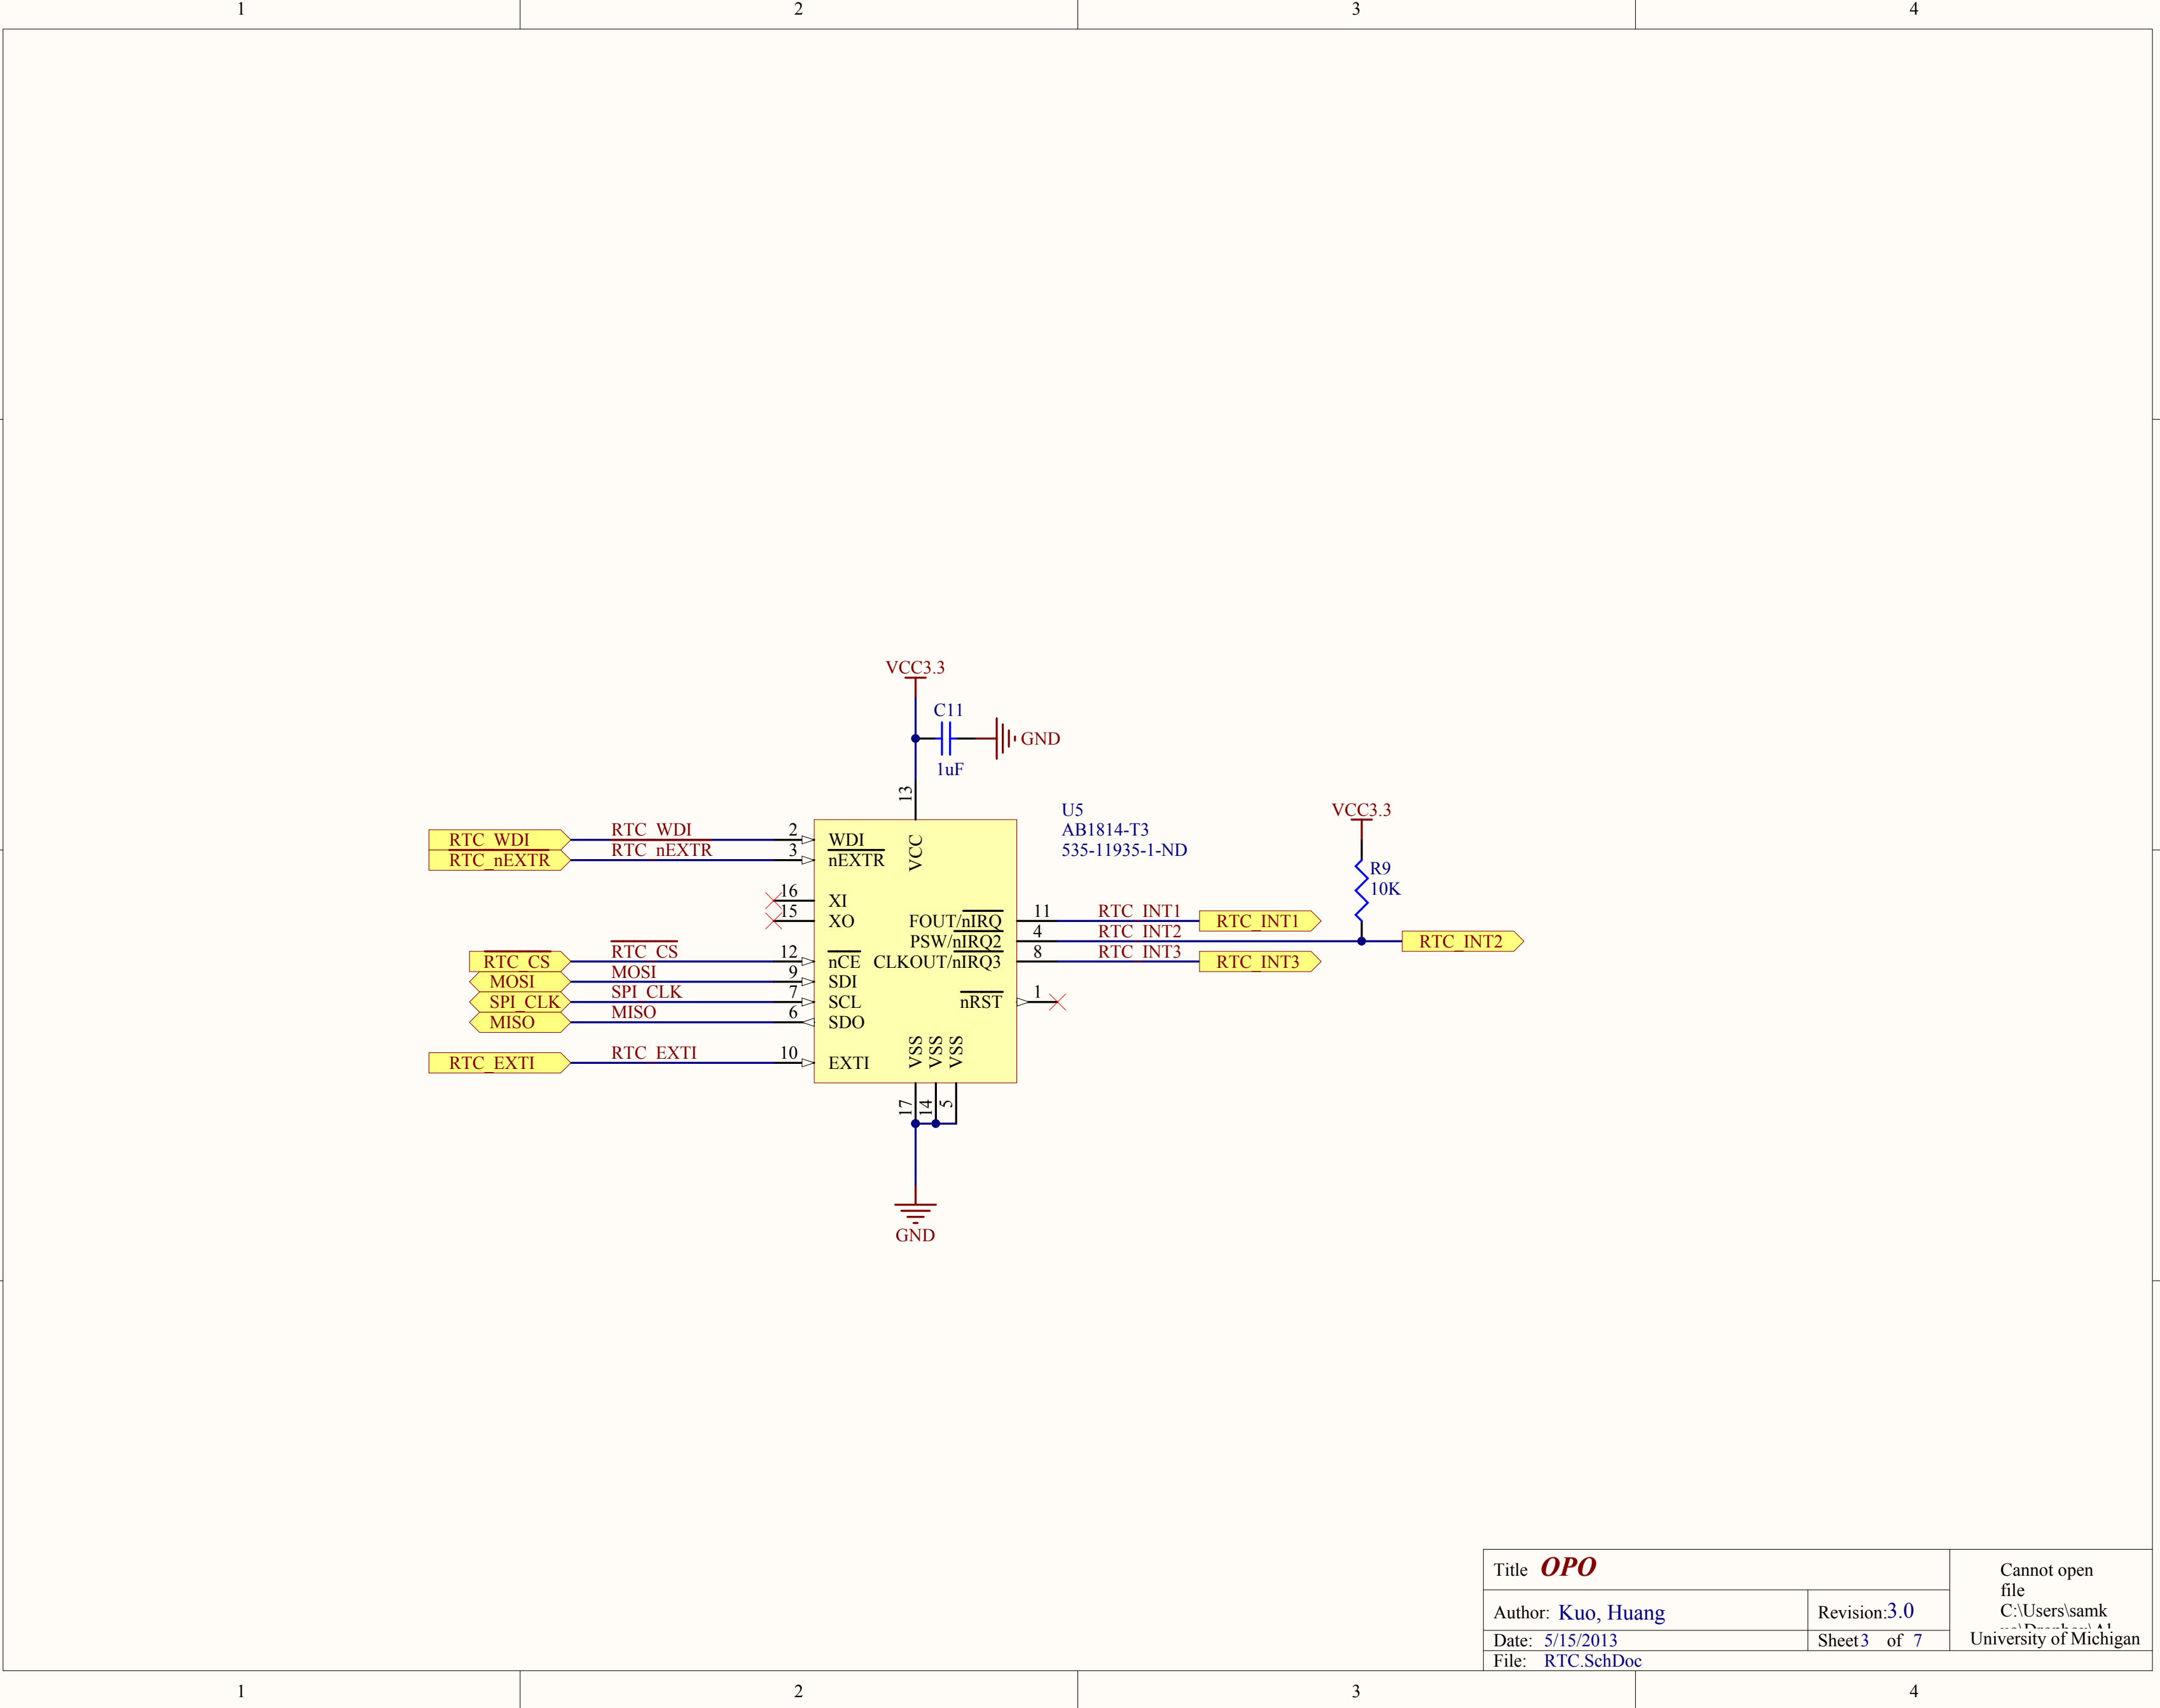 1 2 3 4
VCC3.3
C11
GND
1uF
13
U5
AB1814-T3
535-11935-1-ND
VCC3.3
R9
10K
RTC_WDI RTC_WDI 2 WDI
RTC_nEXTR RTC_nEXTR 3 nEXTR
VCC
16 XI
15 XO
FOUT/nIRQ 11 RTC_INT1 RTC_INT1
PSW/nIRQ2 4 RTC_INT2 RTC_INT2
CLKOUT/nIRQ3 8 RTC_INT3 RTC_INT3
RTC_CS RTC_CS 12 nCE
MOSI MOSI 9 SDI
SPI_CLK SPI_CLK 7 SCL
MISO MISO 6 SDO
nRST 1
RTC_EXTI RTC_EXTI 10 EXTI
VSS VSS VSS
17 14 5
GND
Title OPO
Author: Kuo, Huang
Revision:3.0
Date: 5/15/2013
Sheet3 of 7
File: RTC.SchDoc
Cannot open
file
C:\Users\samk
University of Michigan
1 2 3 4